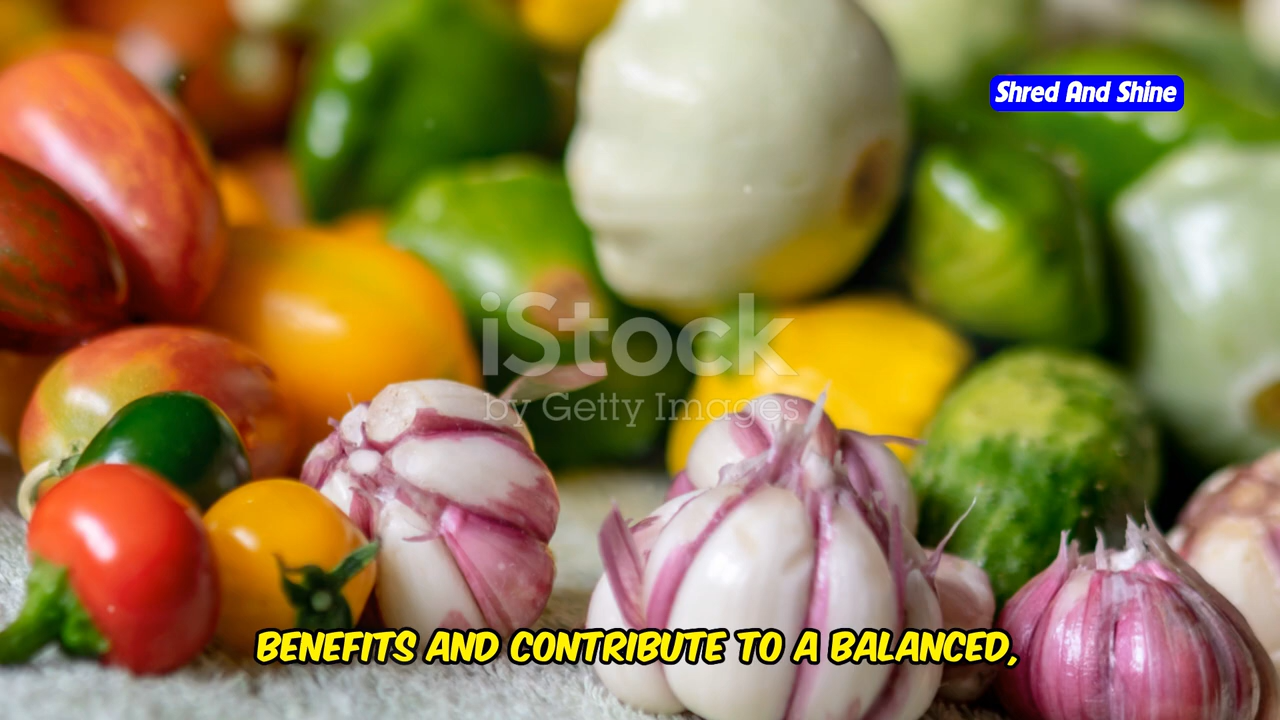 Shred And Shine
iStock
by Getty Images
BENEFITS AND CONTRIBUTE TO A BALANCED,